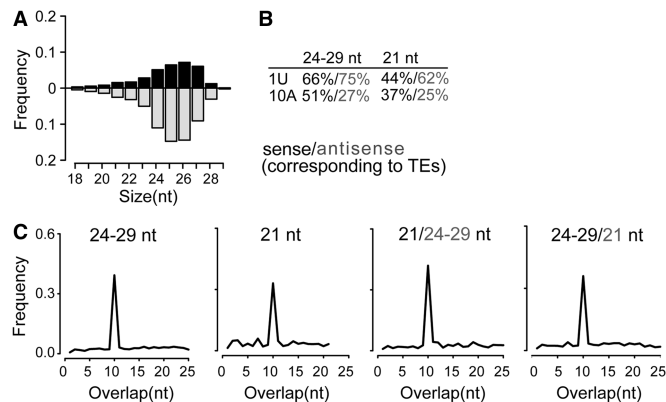 A
B
0.2
0.1
0
0.1
0.2
Frequency
18 20 22 24 26 28
Size(nt)
24-29 nt 21 nt
1U 66%/75% 44%/62%
10A 51%/27% 37%/25%
sense/antisense
(corresponding to TEs)
C
24-29 nt
21 nt
21/24-29 nt
24-29/21 nt
0.6
0.3
0.0
Frequency
0 5 10 15 20 25
0 5 10 15 20 25
0 5 10 15 20 25
0 5 10 15 20 25
Overlap(nt)
Overlap(nt)
Overlap(nt)
Overlap(nt)